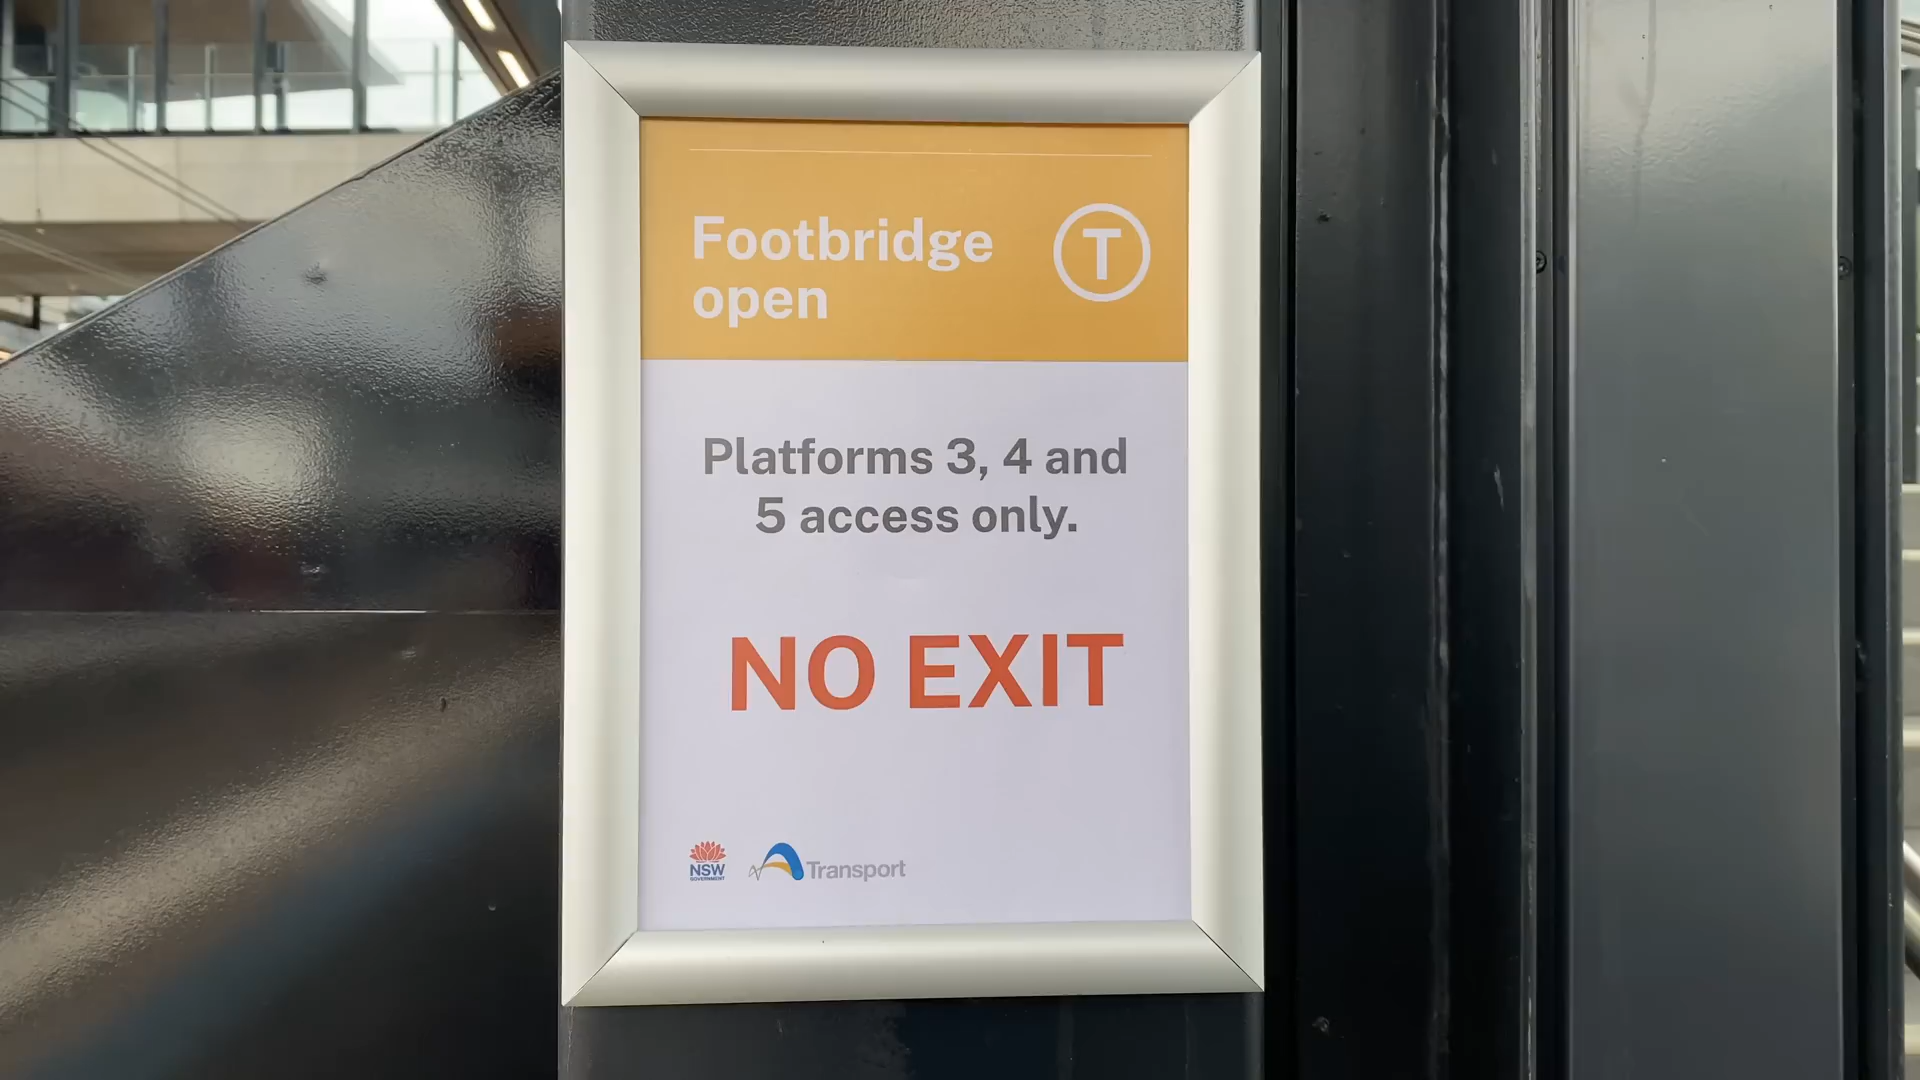 Footbridge
open
T
Platforms 3, 4 and
5 access only.
NO EXIT
NSW
GOVERNMENT
Transport